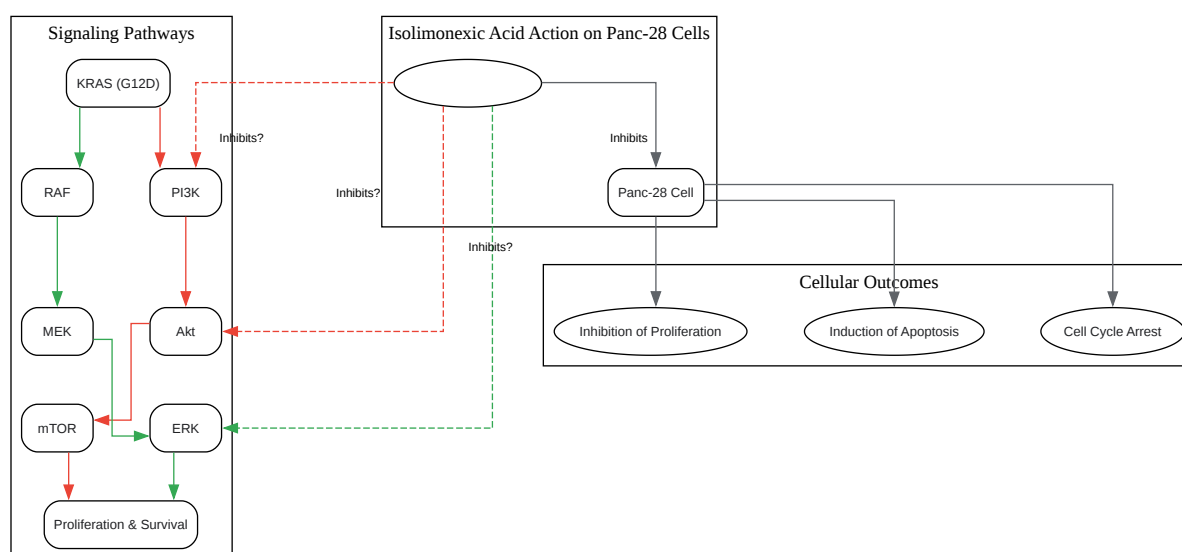 Signaling Pathways
Isolimonexic Acid Action on Panc-28 Cells
KRAS (G12D)
Inhibits?
Inhibits
RAF
PI3K
Inhibits?
Panc-28 Cell
Inhibits?
Cellular Outcomes
MEK
Akt
Inhibition of Proliferation
Induction of Apoptosis
Cell Cycle Arrest
mTOR
ERK
Proliferation & Survival